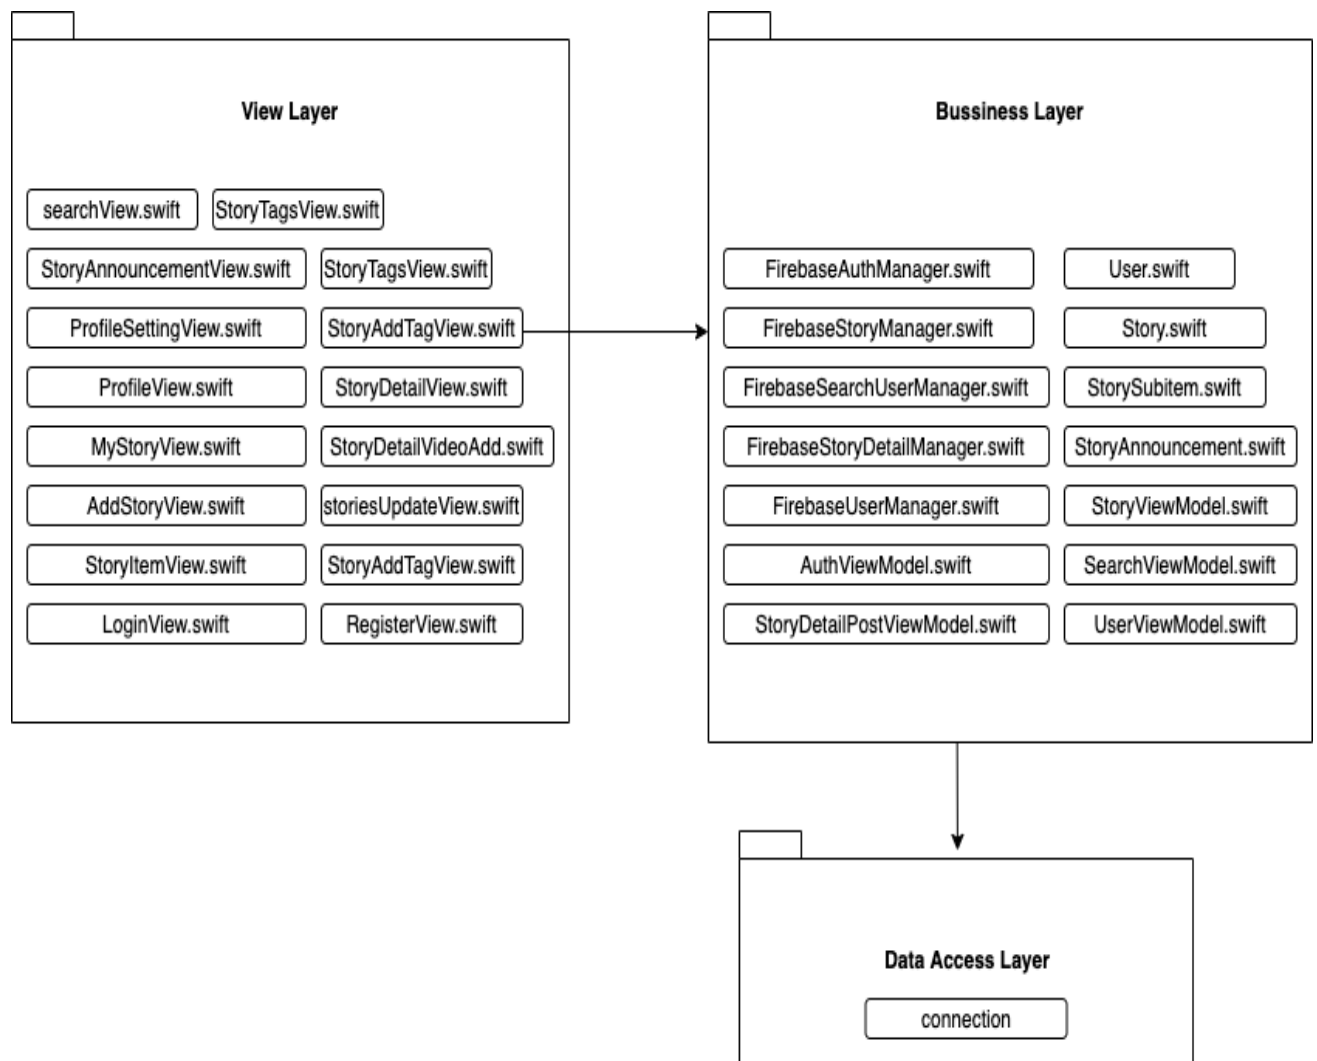 View Layer
searchView.swift StoryTagsView.swift
StoryAnnouncementView.swift StoryTagsView.swift
ProfileSettingView.swift StoryAddTagView.swift
ProfileView.swift StoryDetailView.swift
MyStoryView.swift StoryDetailVideoAdd.swift
AddStoryView.swift storiesUpdateView.swift
StoryItemView.swift StoryAddTagView.swift
LoginView.swift RegisterView.swift
Bussiness Layer
FirebaseAuthManager.swift User.swift
FirebaseStoryManager.swift Story.swift
FirebaseSearchUserManager.swift StorySubitem.swift
FirebaseStoryDetailManager.swift StoryAnnouncement.swift
FirebaseUserManager.swift StoryViewModel.swift
AuthViewModel.swift SearchViewModel.swift
StoryDetailPostViewModel.swift UserViewModel.swift
Data Access Layer
connection